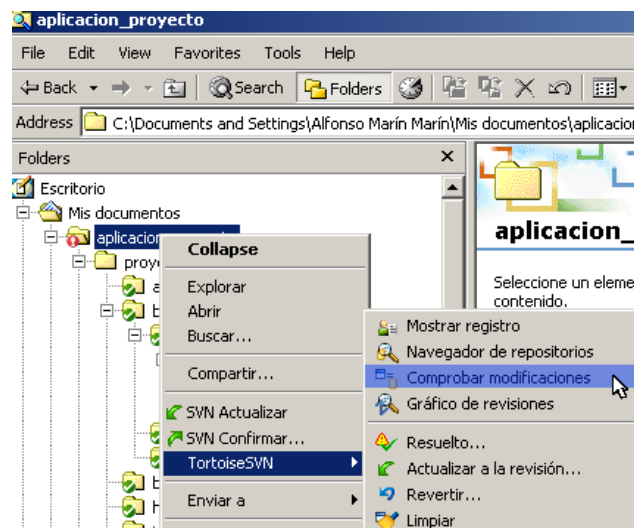 aplicacion_proyecto
File Edit View Favorites Tools Help
Back Search Folders
Address C:\Documents and Settings\Alfonso Marín Marín\Mis documentos\aplicacion
Folders
Escritorio
Mis documentos
aplicacion
proy
Collapse
Explorar
Abrir
Buscar...
Compartir...
SVN Actualizar
SVN Confirmar...
TortoiseSVN
Enviar a
aplicacion_
Seleccione un eleme
contenido.
Mostrar registro
Navegador de repositorios
Comprobar modificaciones
Gráfico de revisiones
Resuelto...
Actualizar a la revisión...
Revertir...
Limpiar